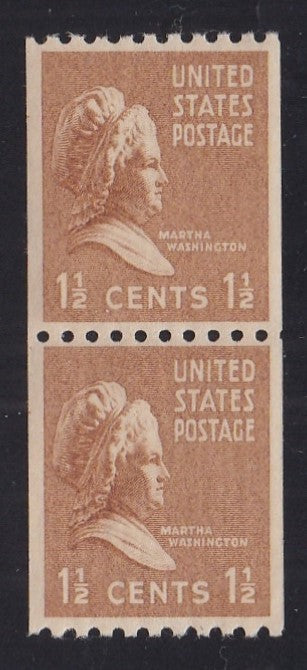 UNITED
STATES
POSTAGE
MARTHA
WASHINGTON
1½ CENTS 1½
UNITED
STATES
POSTAGE
MARTHA
WASHINGTON
1½ CENTS 1½